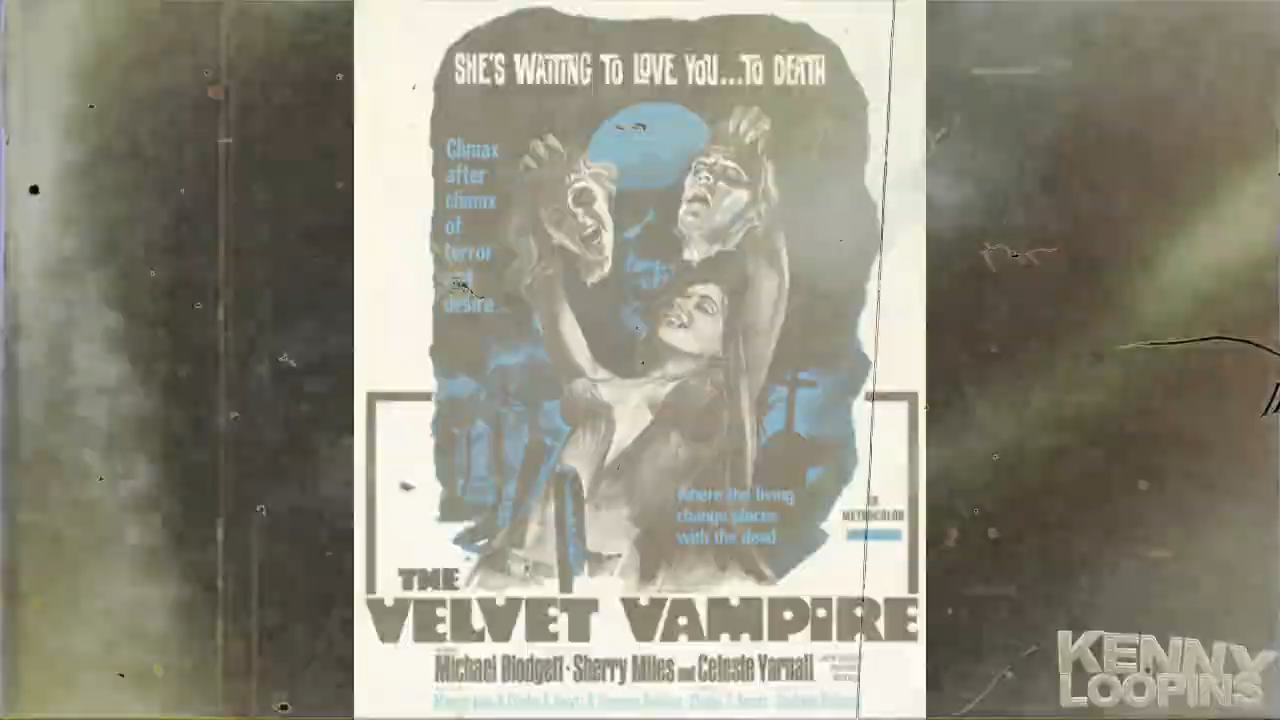 SHE'S WAITING TO LOVE YOU...TO DEATH
Climax
after
climax
of
terror
and
desire...
Where the living
change places
with the dead
METROCOLOR
THE
VELVET VAMPIRE
Michael Blodgett · Sherry Miles and Celeste Yarnall
KENNY
LOOPINS